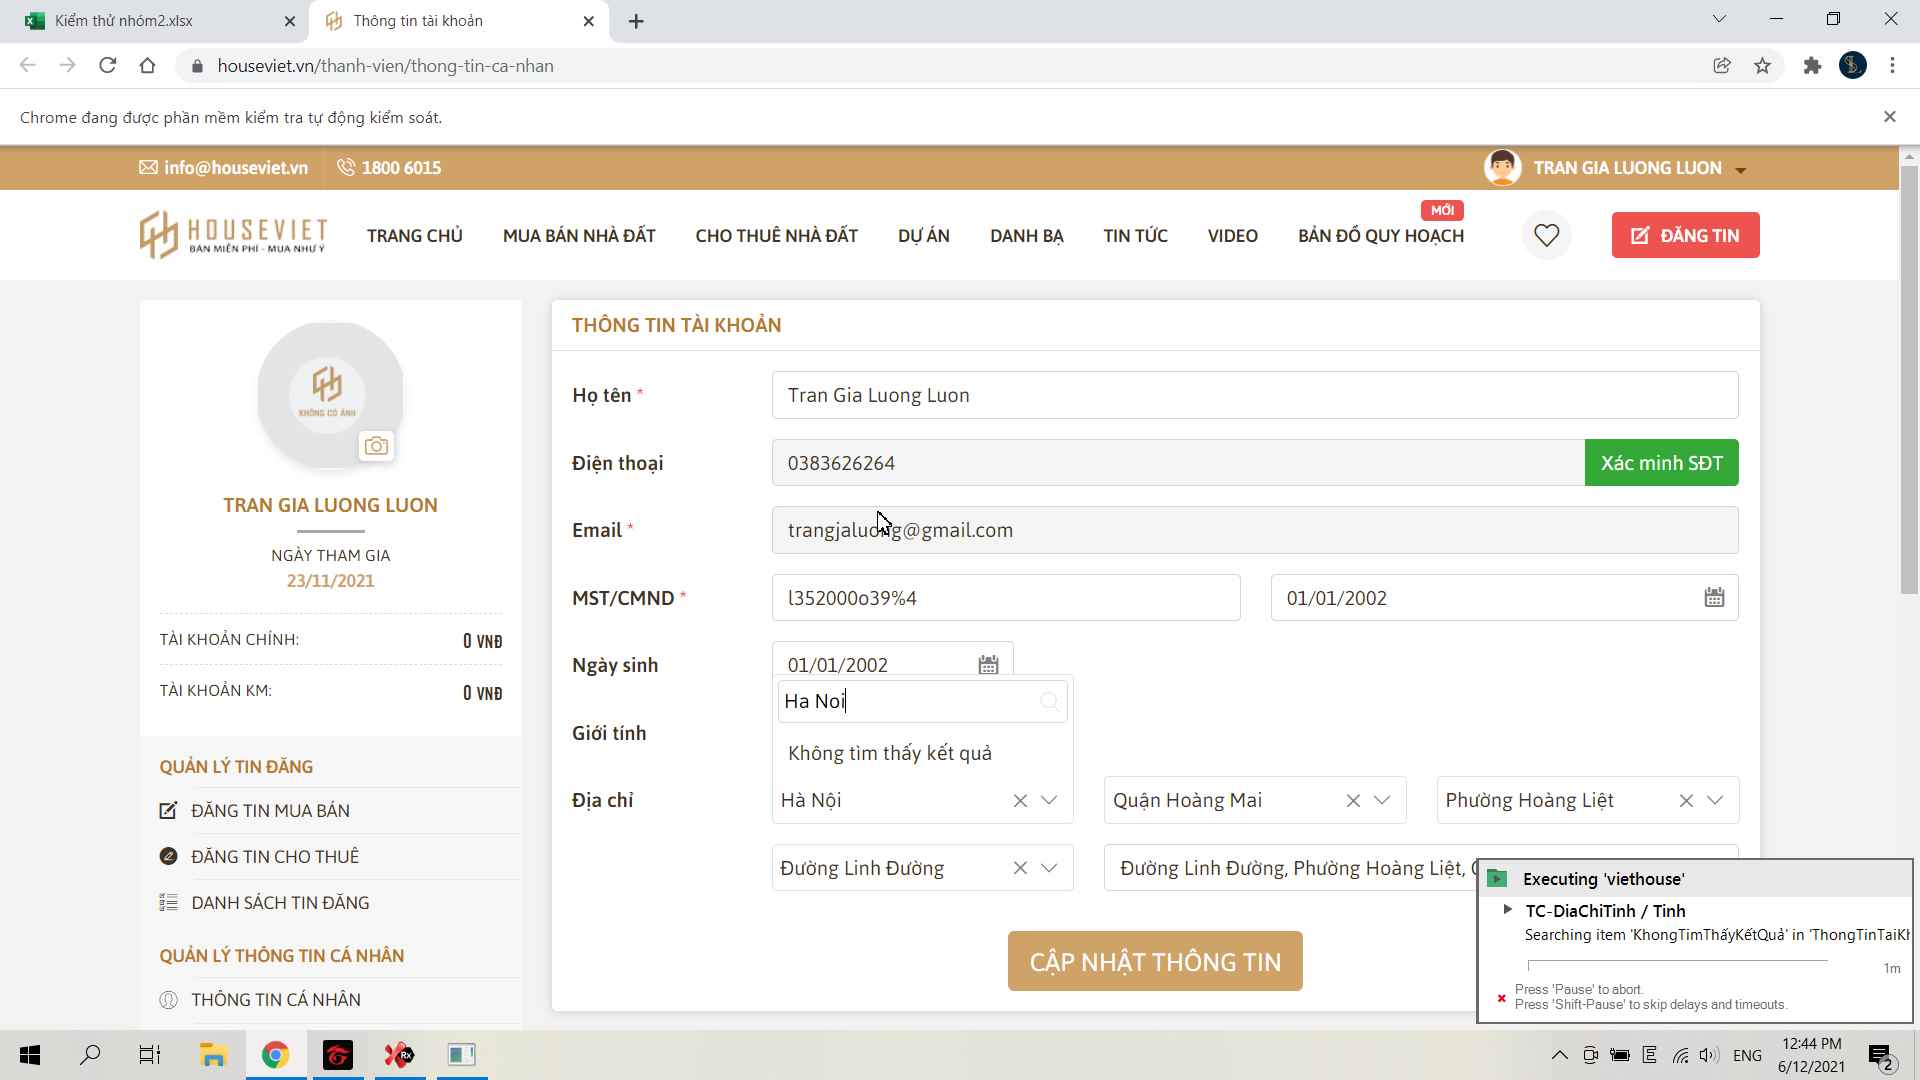 Kiểm thử nhóm2.xlsx
Thông tin tài khoản
houseviet.vn/thanh-vien/thong-tin-ca-nhan
Chrome đang được phần mềm kiểm tra tự động kiểm soát.
info@houseviet.vn
1800 6015
TRAN GIA LUONG LUON
HOUSEVIET
BÁN MIỄN PHÍ - MUA NHƯ Ý
TRANG CHỦ
MUA BÁN NHÀ ĐẤT
CHO THUÊ NHÀ ĐẤT
DỰ ÁN
DANH BẠ
TIN TỨC
VIDEO
MỚI
BẢN ĐỒ QUY HOẠCH
ĐĂNG TIN
KHÔNG CÓ ẢNH
TRAN GIA LUONG LUON
NGÀY THAM GIA
23/11/2021
TÀI KHOẢN CHÍNH: 0 VNĐ
TÀI KHOẢN KM: 0 VNĐ
QUẢN LÝ TIN ĐĂNG
ĐĂNG TIN MUA BÁN
ĐĂNG TIN CHO THUÊ
DANH SÁCH TIN ĐĂNG
QUẢN LÝ THÔNG TIN CÁ NHÂN
THÔNG TIN CÁ NHÂN
THÔNG TIN TÀI KHOẢN
Họ tên * Tran Gia Luong Luon
Điện thoại 0383626264 Xác minh SĐT
Email * trangjaluong@gmail.com
MST/CMND * l352000o39%4 01/01/2002
Ngày sinh 01/01/2002
Ha Noi
Giới tính
Không tìm thấy kết quả
Địa chỉ Hà Nội Quận Hoàng Mai Phường Hoàng Liệt
Đường Linh Đường Đường Linh Đường, Phường Hoàng Liệt,
CẬP NHẬT THÔNG TIN
Executing 'viethouse'
TC-DiaChiTinh / Tinh
Searching item 'KhongTimThấyKếtQuả' in 'ThongTinTaiKh
1m
Press 'Pause' to abort.
Press 'Shift-Pause' to skip delays and timeouts.
ENG
12:44 PM
6/12/2021
2